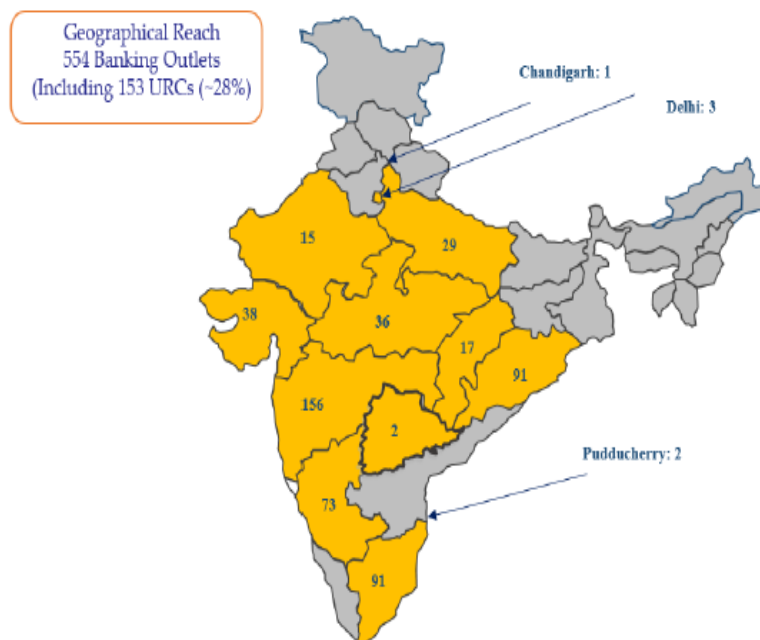 Geographical Reach
554 Banking Outlets
(Including 153 URCs (~28%)
Chandigarh: 1
Delhi: 3
15
29
38
36
17
91
156
2
Pudducherry: 2
73
91